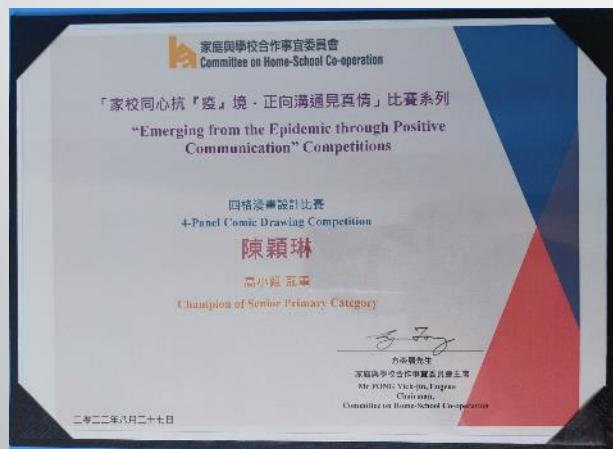 家庭與學校合作事宜委員會
Committee on Home-School Co-operation
「家校同心抗『疫』境·正向溝通見真情」比賽系列
“Emerging from the Epidemic through Positive
Communication” Competitions
四格漫畫設計比賽
4-Panel Comic Drawing Competition
陳穎琳
高小組 冠軍
Champion of Senior Primary Category
家庭與學校合作事宜委員會主席
Mr FONG Yick-jin, Eugene
Chairman,
Committee on Home-School Co-operation
二零二二年八月二十七日